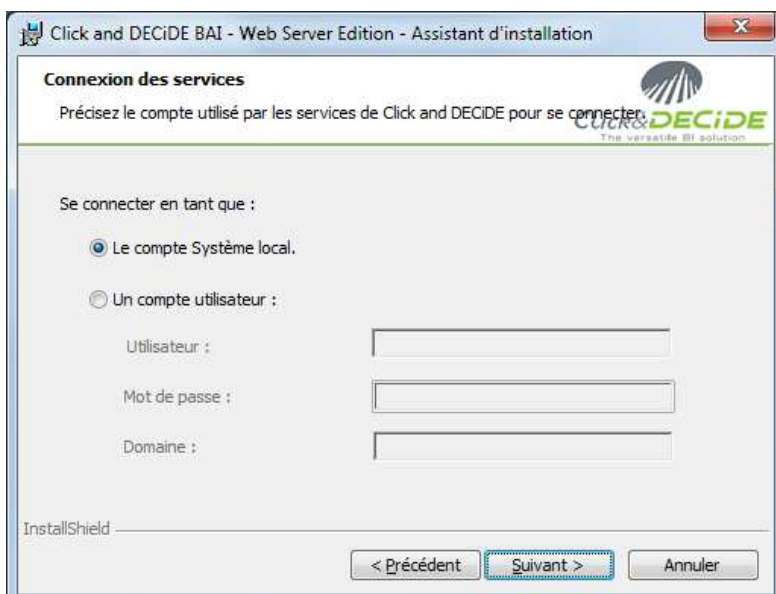 Click and DECiDE BAI - Web Server Edition - Assistant d'installation
Connexion des services
Précisez le compte utilisé par les services de Click and DECiDE pour se connecter.
Click&DECiDE
The versatile BI solution
Se connecter en tant que :
Le compte Système local.
Un compte utilisateur :
Utilisateur :
Mot de passe :
Domaine :
InstallShield
< Précédent
Suivant >
Annuler